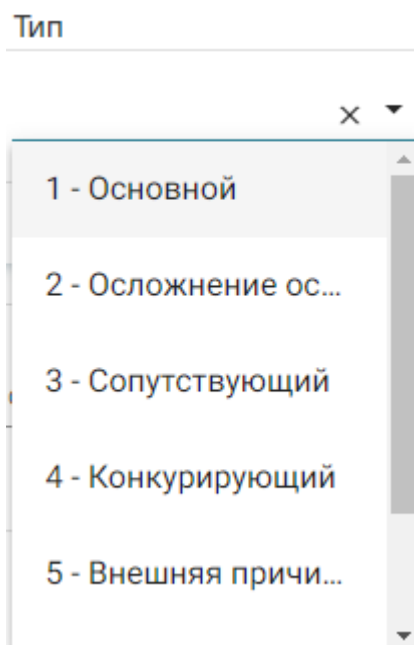 Тип
1 - Основной
2 - Осложнение ос...
3 - Сопутствующий
4 - Конкурирующий
5 - Внешняя причи...